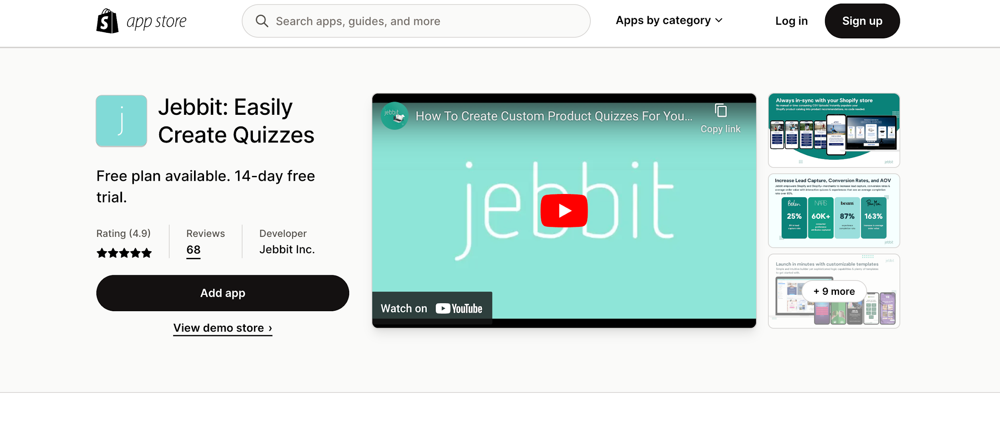 app store
Search apps, guides, and more
Apps by category
Log in
Sign up
j
Jebbit: Easily
Create Quizzes
Free plan available. 14-day free
trial.
Rating (4.9)
Reviews
68
Developer
Jebbit Inc.
Add app
View demo store ›
jebbit
How To Create Custom Product Quizzes For You...
Copy link
jebbit
Watch on YouTube
Always in-sync with your Shopify store
No manual or time consuming CSV Uploads! Instantly populate your
Shopify product catalog into product recommendations, no code needed.
jebbit
Increase Lead Capture, Conversion Rates, and AOV
Jebbit empowers Shopify and Shopify+ merchants to increase lead capture, conversion rates &
average order value with interactive quizzes & experiences that see an average completion
rate over 85%.
Boden
25%
lift in lead
capture rate
NARS
60K+
consumer
preference
attributes captured
beam
87%
experience
completion rate
Pour Moi
163%
increase in average
order value
jebbit
jebbit
Launch in minutes with customizable templates
Simple and intuitive builder yet sophisticated logic capabilities & plenty of templates
to get started with.
+ 9 more